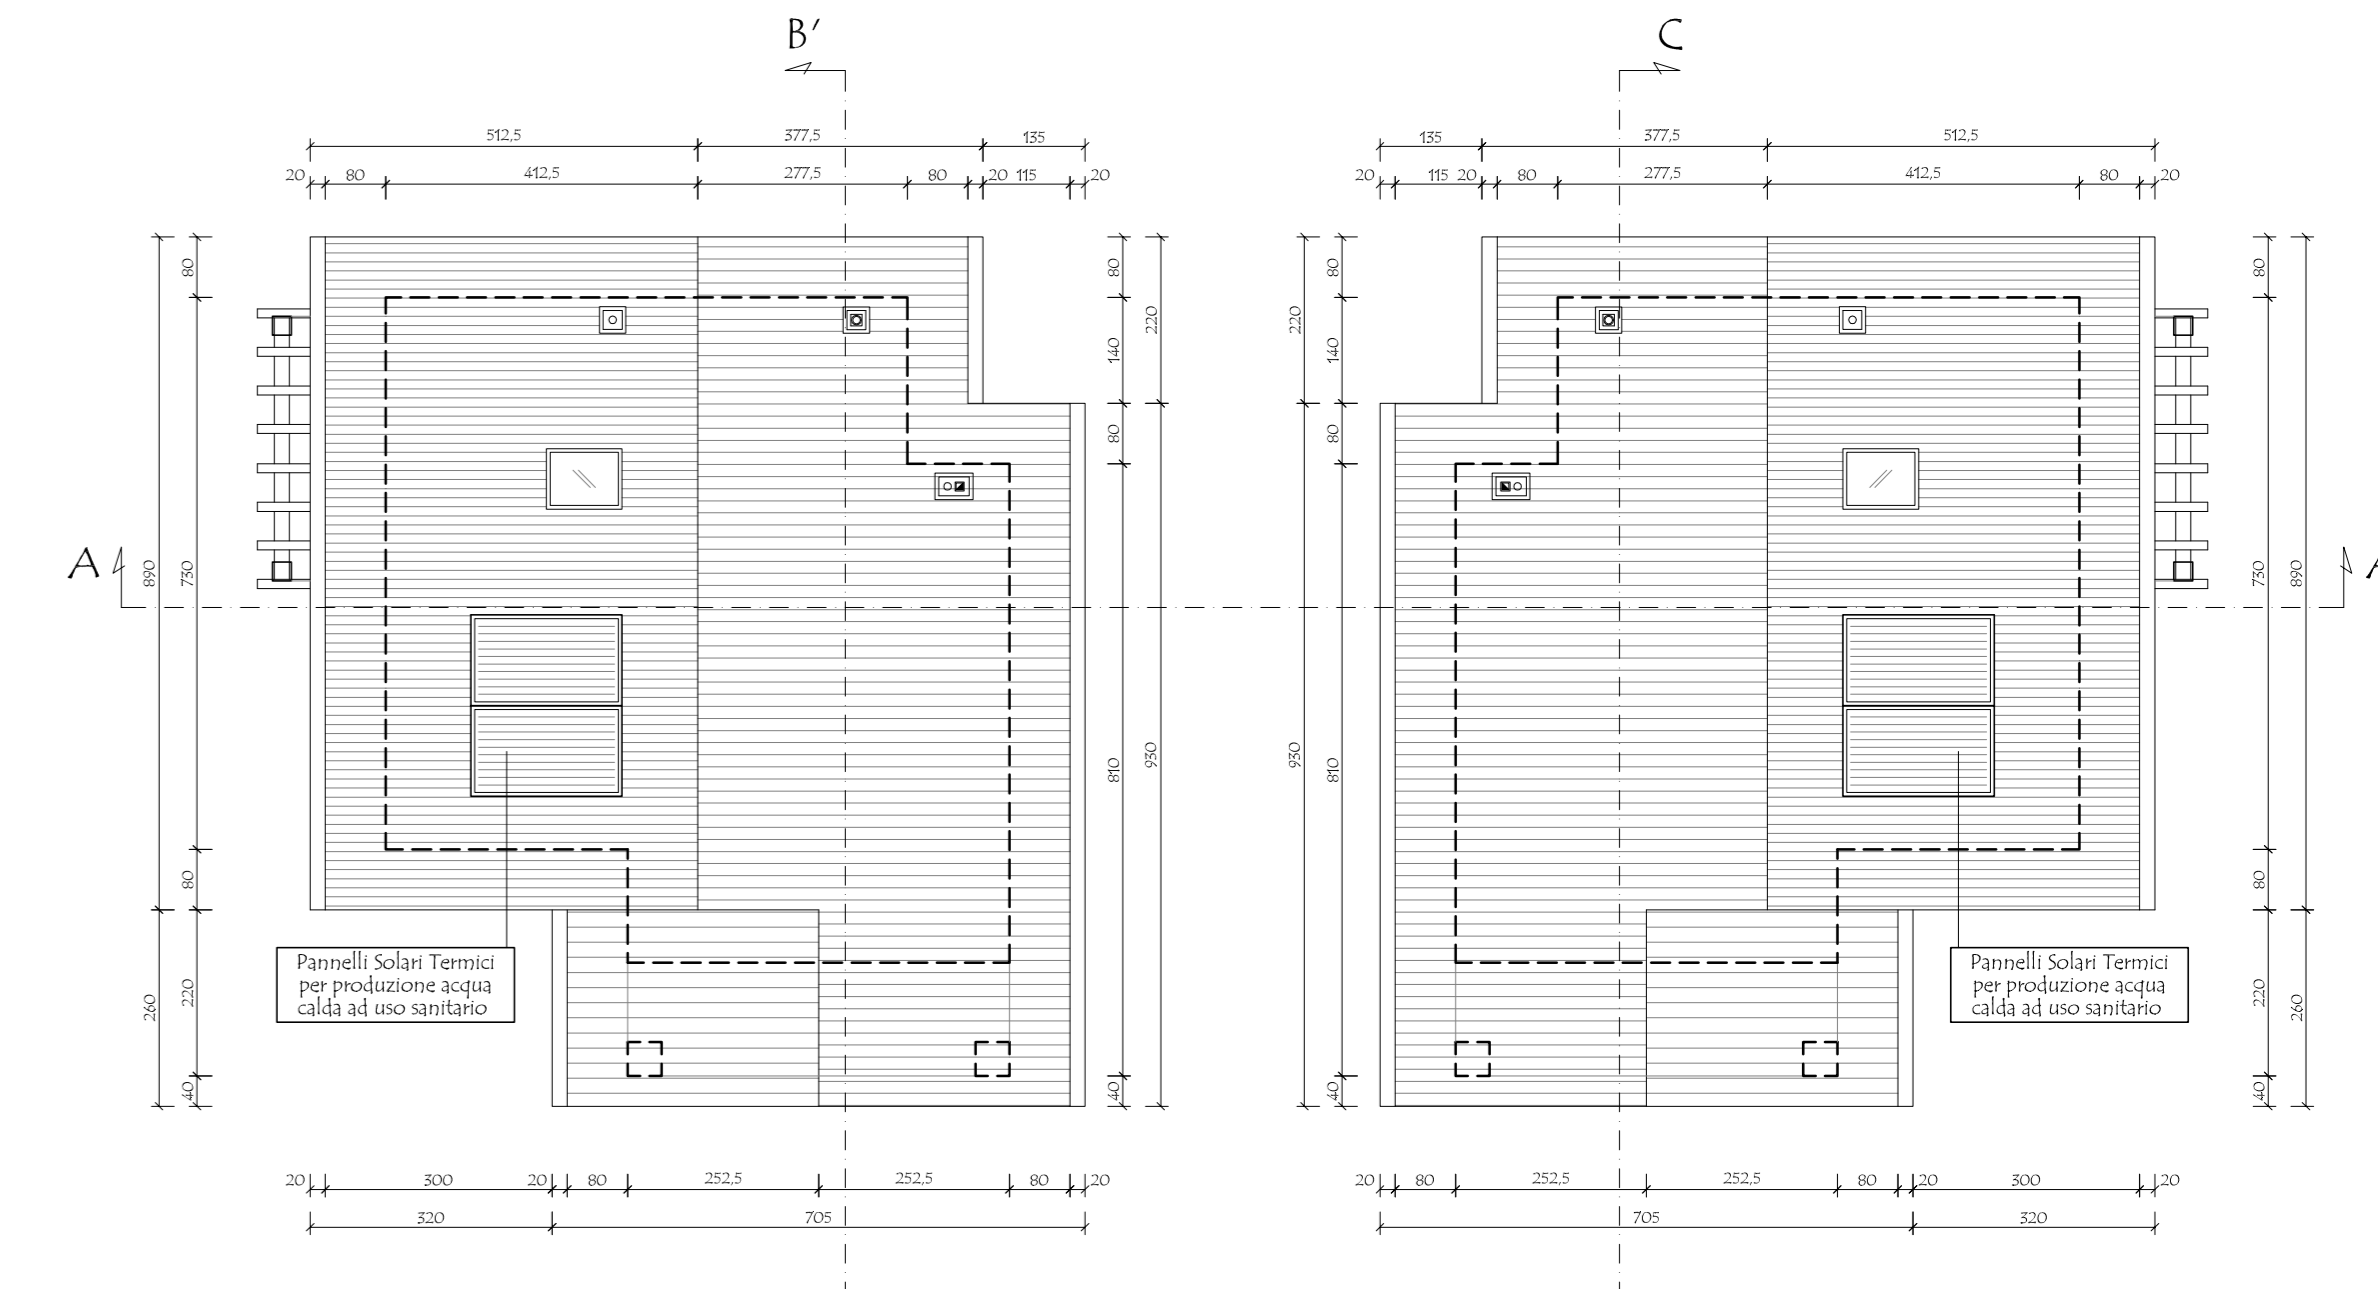 B' C
512,5 377,5 135 135 377,5 512,5
20 80 412,5 277,5 80 20 115 20 20 115 20 80 277,5 412,5 80 20
80 80 80 80
220 220
140 140
80 80
A 890 730 730 890
930 810 930 810
80 80
Pannelli Solari Termici
per produzione acqua
calda ad uso sanitario
Pannelli Solari Termici
per produzione acqua
calda ad uso sanitario
260 220 220 260
40 40 40 40
20 300 20 80 252,5 252,5 80 20 20 80 252,5 252,5 80 20 300 20
320 705 705 320